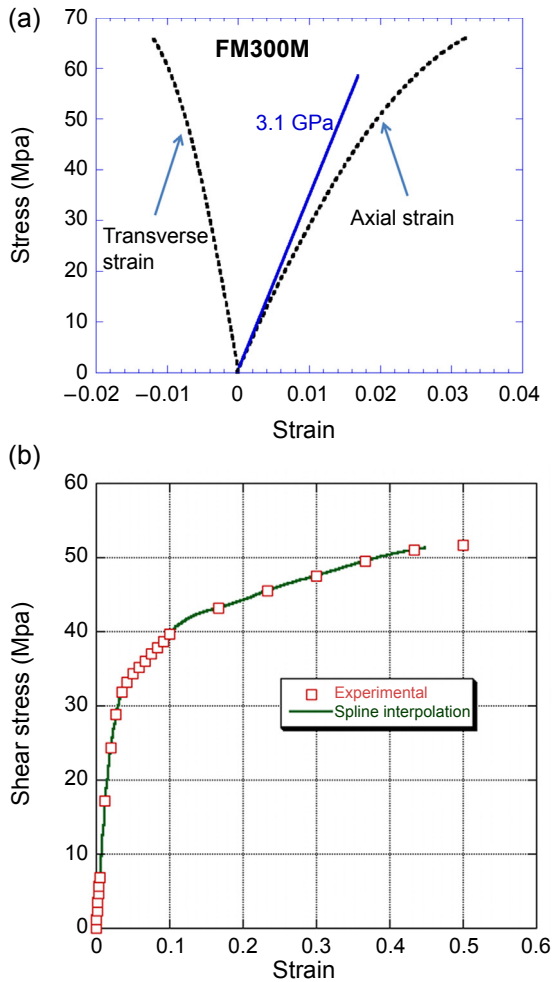 (a)
FM300M
70
60
50
40
30
20
10
0
Stress (Mpa)
3.1 GPa
Transverse
strain
Axial strain
–0.02 –0.01 0 0.01 0.02 0.03 0.04
Strain
(b)
60
50
40
30
20
10
0
Shear stress (Mpa)
Experimental
Spline interpolation
0 0.1 0.2 0.3 0.4 0.5 0.6
Strain